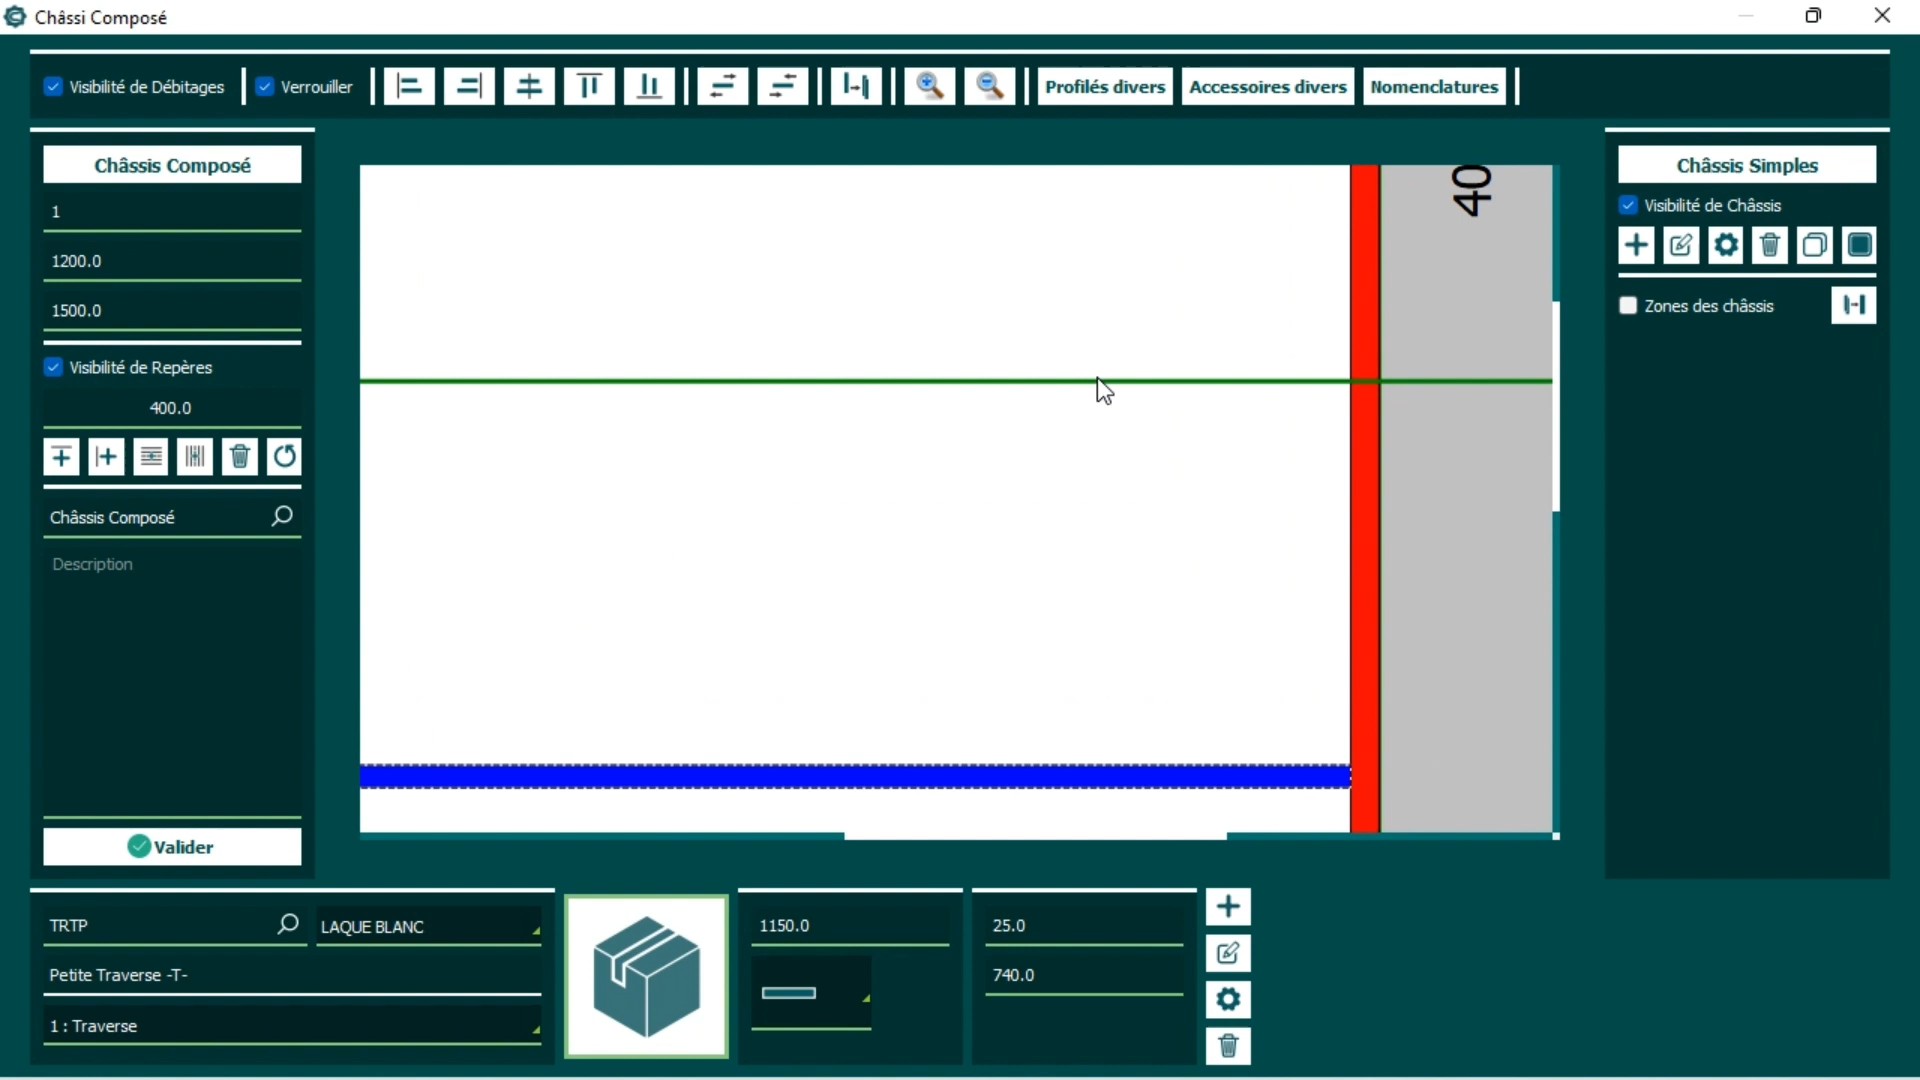 Châssi Composé
Visibilité de Débitages
Verrouiller
Profilés divers
Accessoires divers
Nomenclatures
Châssis Composé
1
1200.0
1500.0
Visibilité de Repères
400.0
Châssis Composé
Description
Valider
40
Châssis Simples
Visibilité de Châssis
Zones des châssis
TRTP
LAQUE BLANC
Petite Traverse -T-
1 : Traverse
1150.0
25.0
740.0